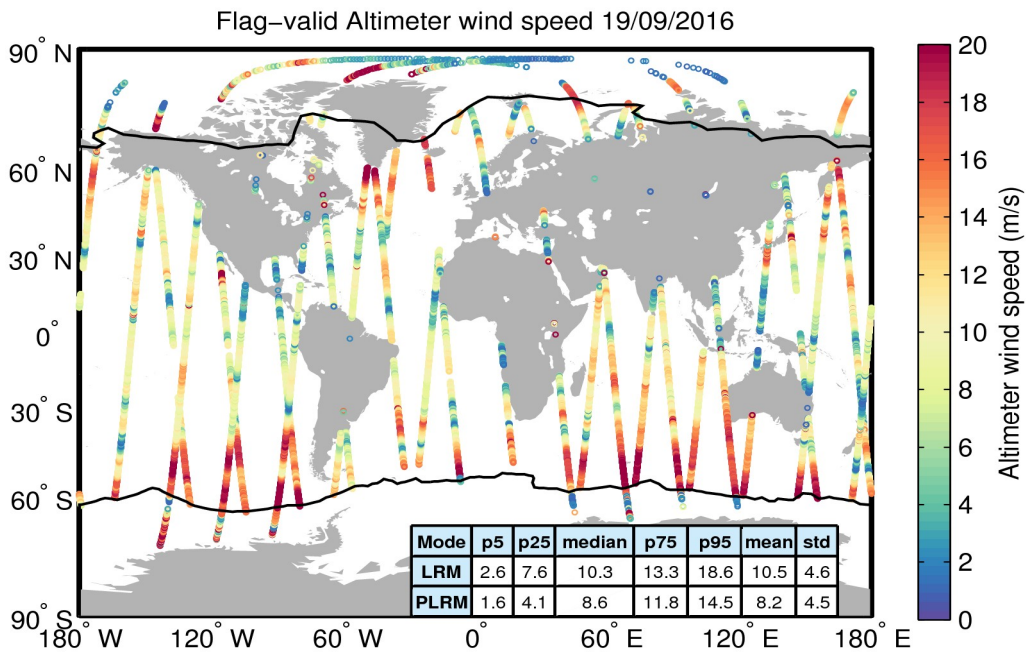 Flag−valid Altimeter wind speed 19/09/2016
90° N
60° N
30° N
0°
30° S
60° S
90° S
180° W
120° W
60° W
0°
60° E
120° E
180° E
Mode p5 p25 median p75 p95 mean std
LRM 2.6 7.6 10.3 13.3 18.6 10.5 4.6
PLRM 1.6 4.1 8.6 11.8 14.5 8.2 4.5
20
18
16
14
12
10
8
6
4
2
0
Altimeter wind speed (m/s)